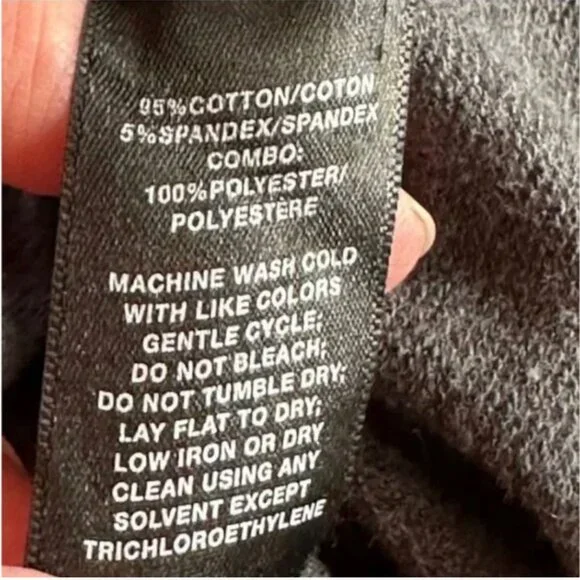 95%COTTON/COTON
5%SPANDEX/SPANDEX
COMBO:
100%POLYESTER/
POLYESTÈRE
MACHINE WASH COLD
WITH LIKE COLORS
GENTLE CYCLE;
DO NOT BLEACH;
DO NOT TUMBLE DRY;
LAY FLAT TO DRY;
LOW IRON OR DRY
CLEAN USING ANY
SOLVENT EXCEPT
TRICHLOROETHYLENE